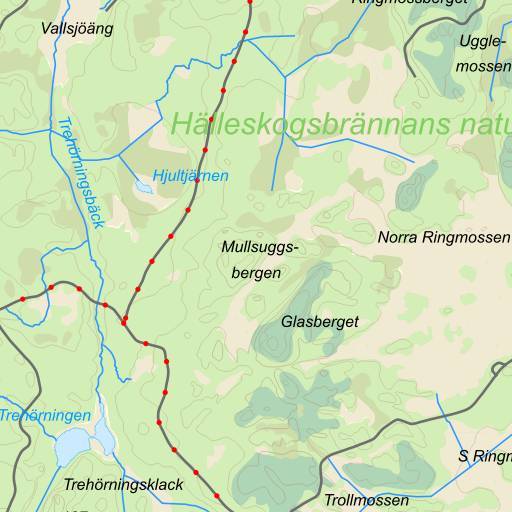 Ringmossberget
Vallsjöäng
Uggle-
mossen
Hälleskogsbrännans natu
Trehörningsbäck
Hjultjärnen
Mullsuggs-
bergen
Norra Ringmossen
Glasberget
Trehörningen
S Ringm
Trehörningsklack
Trollmossen